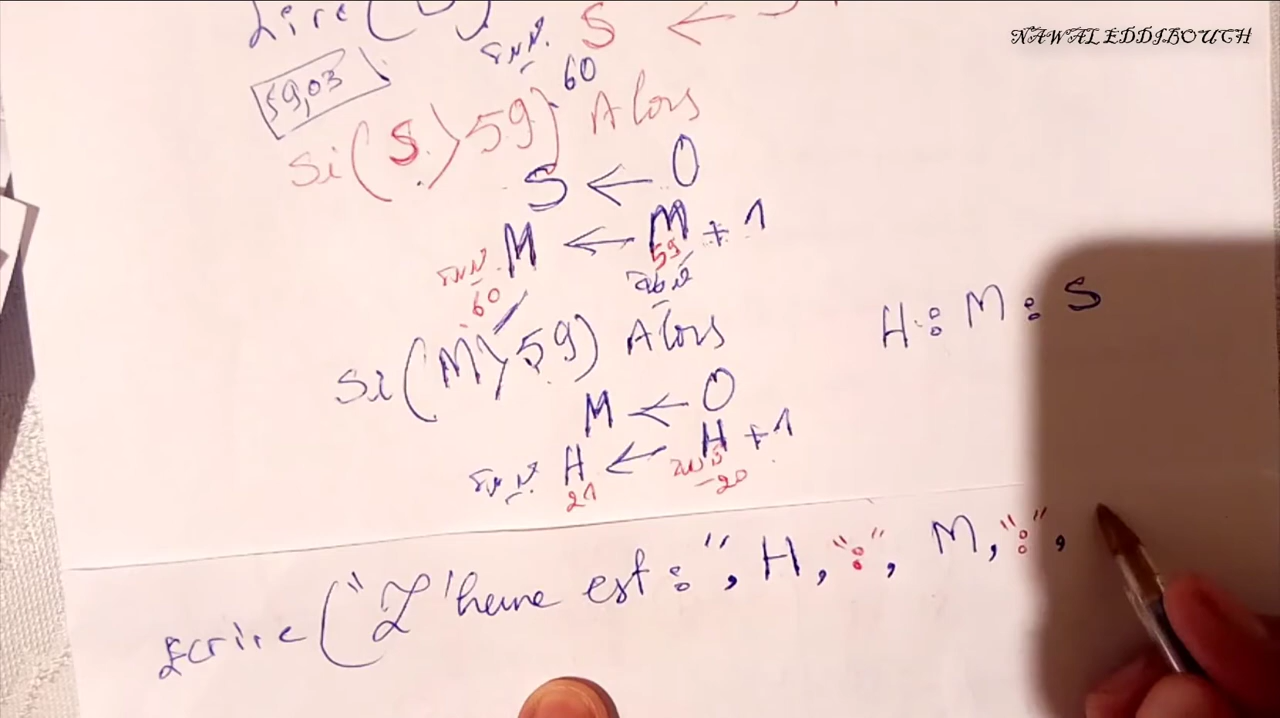 NAWAL EDDIBOUCH
Lire(
S ←
60
59,03
Si(S>59) Alors
S ← 0
M ← M + 1
59
60
Si(M>59) Alors
H : M : S
M ← 0
H ← H + 1
21 20
Ecrire("L'heure est : ", H, ":", M, ":",